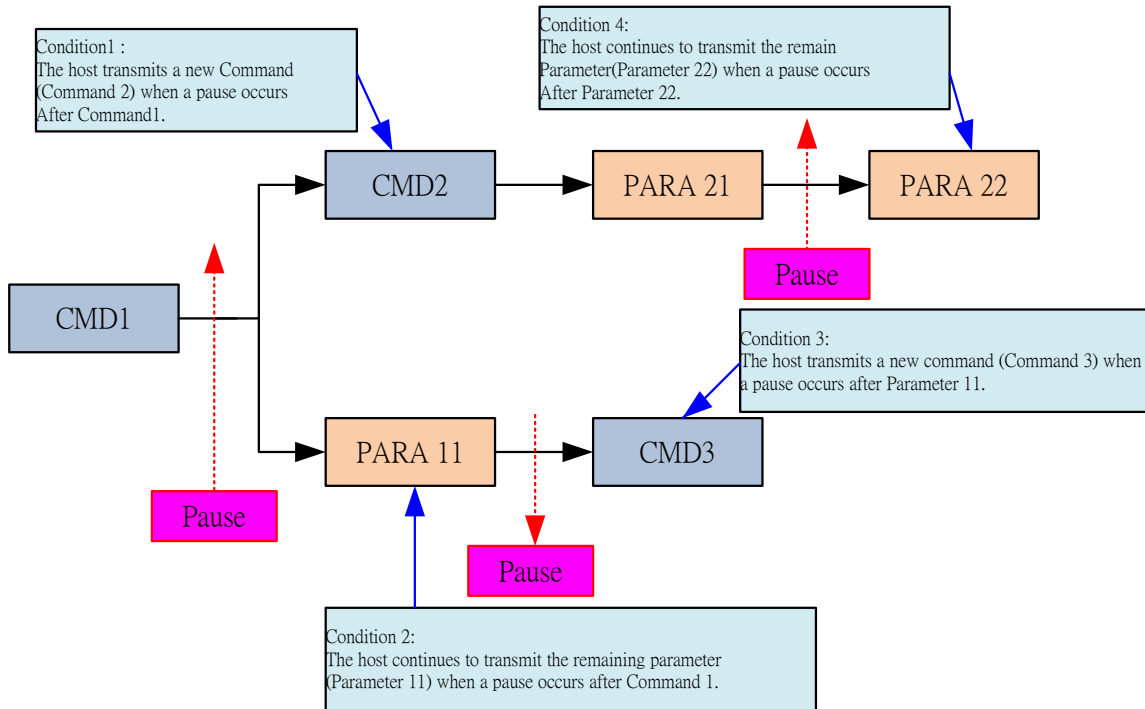 Condition1 :
The host transmits a new Command
(Command 2) when a pause occurs
After Command1.
Condition 4:
The host continues to transmit the remain
Parameter(Parameter 22) when a pause occurs
After Parameter 22.
CMD2
PARA 21
PARA 22
CMD1
Pause
Condition 3:
The host transmits a new command (Command 3) when
a pause occurs after Parameter 11.
PARA 11
CMD3
Pause
Pause
Condition 2:
The host continues to transmit the remaining parameter
(Parameter 11) when a pause occurs after Command 1.